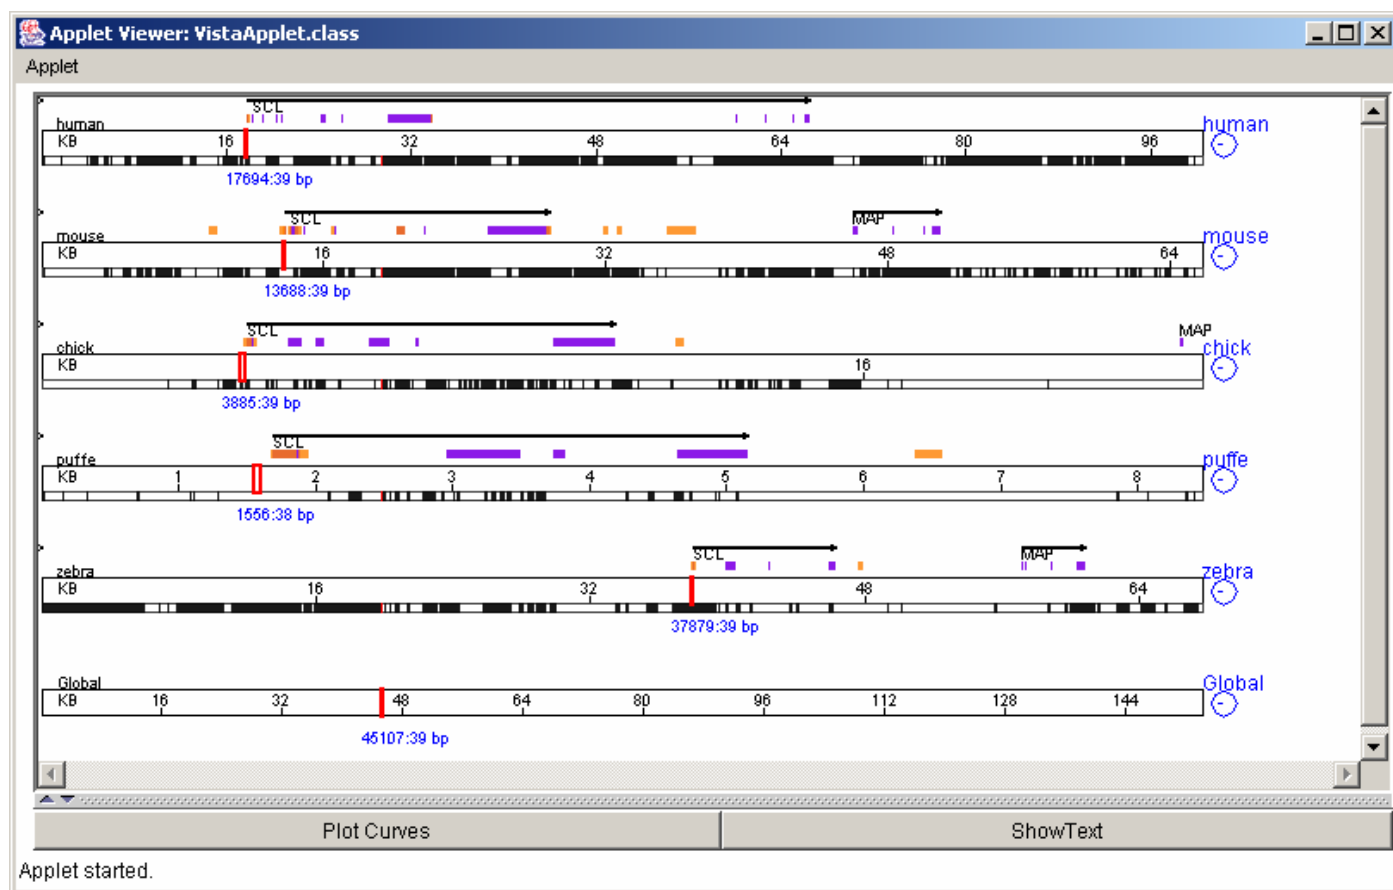 Applet Viewer: VistaApplet.class
Applet
SCL
human
human
KB 16 32 48 64 80 96
17694:39 bp
SCL MAP
mouse
mouse
KB 16 32 48 64
13688:39 bp
SCL MAP
chick
chick
KB 16
3885:39 bp
SCL
puffe
puffe
KB 1 2 3 4 5 6 7 8
1556:38 bp
SCL MAP
zebra
zebra
KB 16 32 48 64
37879:39 bp
Global
Global
KB 16 32 48 64 80 96 112 128 144
45107:39 bp
Plot Curves ShowText
Applet started.